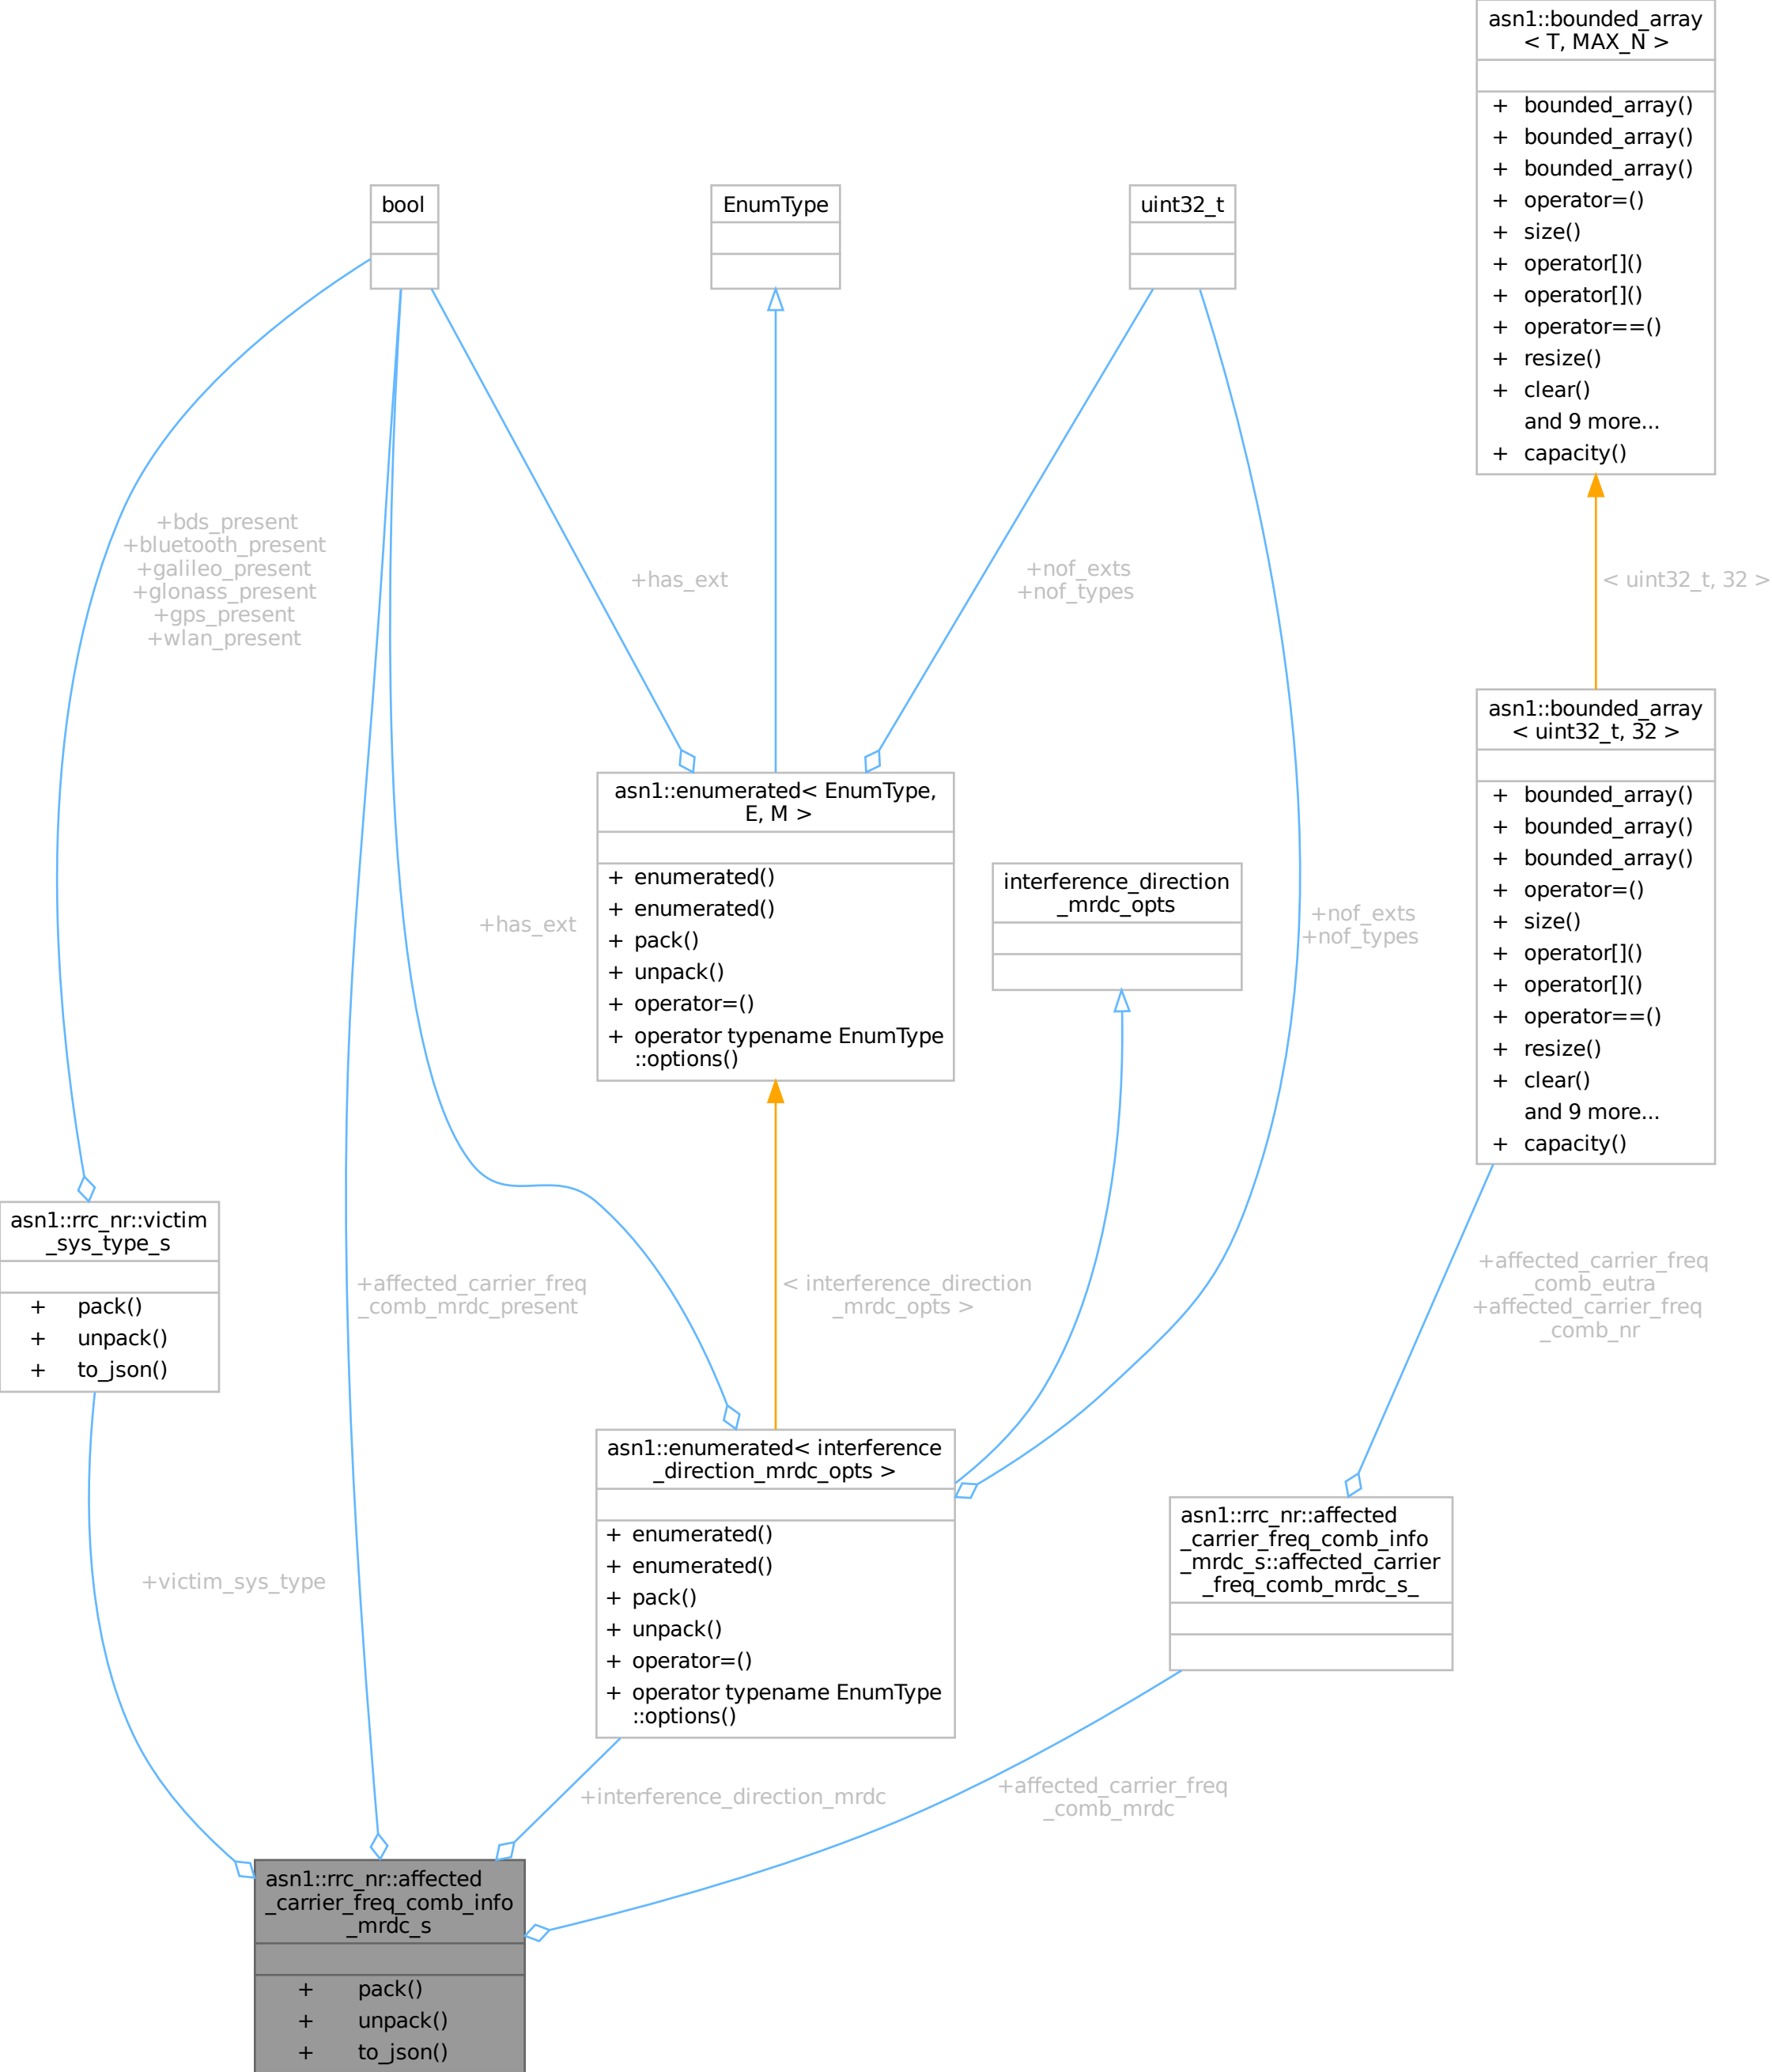 asn1::bounded_array
< T, MAX_N >
+ bounded_array()
+ bounded_array()
+ bounded_array()
+ operator=()
+ size()
+ operator[]()
+ operator[]()
+ operator==()
+ resize()
+ clear()
and 9 more...
+ capacity()
bool
EnumType
uint32_t
+bds_present
+bluetooth_present
+galileo_present
+glonass_present
+gps_present
+wlan_present
+has_ext
+nof_exts
+nof_types
< uint32_t, 32 >
asn1::bounded_array
< uint32_t, 32 >
+ bounded_array()
+ bounded_array()
+ bounded_array()
+ operator=()
+ size()
+ operator[]()
+ operator[]()
+ operator==()
+ resize()
+ clear()
and 9 more...
+ capacity()
asn1::enumerated< EnumType,
E, M >
+ enumerated()
+ enumerated()
+ pack()
+ unpack()
+ operator=()
+ operator typename EnumType
::options()
interference_direction
_mrdc_opts
+has_ext
+nof_exts
+nof_types
asn1::rrc_nr::victim
_sys_type_s
+ pack()
+ unpack()
+ to_json()
+affected_carrier_freq
_comb_mrdc_present
< interference_direction
_mrdc_opts >
+affected_carrier_freq
_comb_eutra
+affected_carrier_freq
_comb_nr
asn1::enumerated< interference
_direction_mrdc_opts >
+ enumerated()
+ enumerated()
+ pack()
+ unpack()
+ operator=()
+ operator typename EnumType
::options()
asn1::rrc_nr::affected
_carrier_freq_comb_info
_mrdc_s::affected_carrier
_freq_comb_mrdc_s_
+victim_sys_type
+interference_direction_mrdc
+affected_carrier_freq
_comb_mrdc
asn1::rrc_nr::affected
_carrier_freq_comb_info
_mrdc_s
+ pack()
+ unpack()
+ to_json()